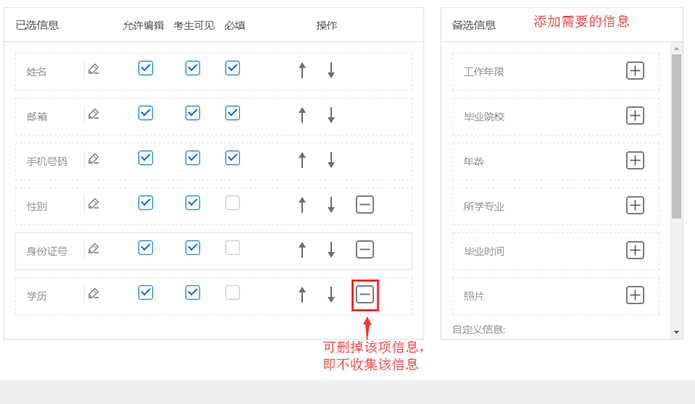 已选信息 允许编辑 考生可见 必填 操作
姓名
邮箱
手机号码
性别
身份证号
学历
可删掉该项信息，
即不收集该信息
备选信息 添加需要的信息
工作年限
毕业院校
年龄
所学专业
毕业时间
照片
自定义信息: